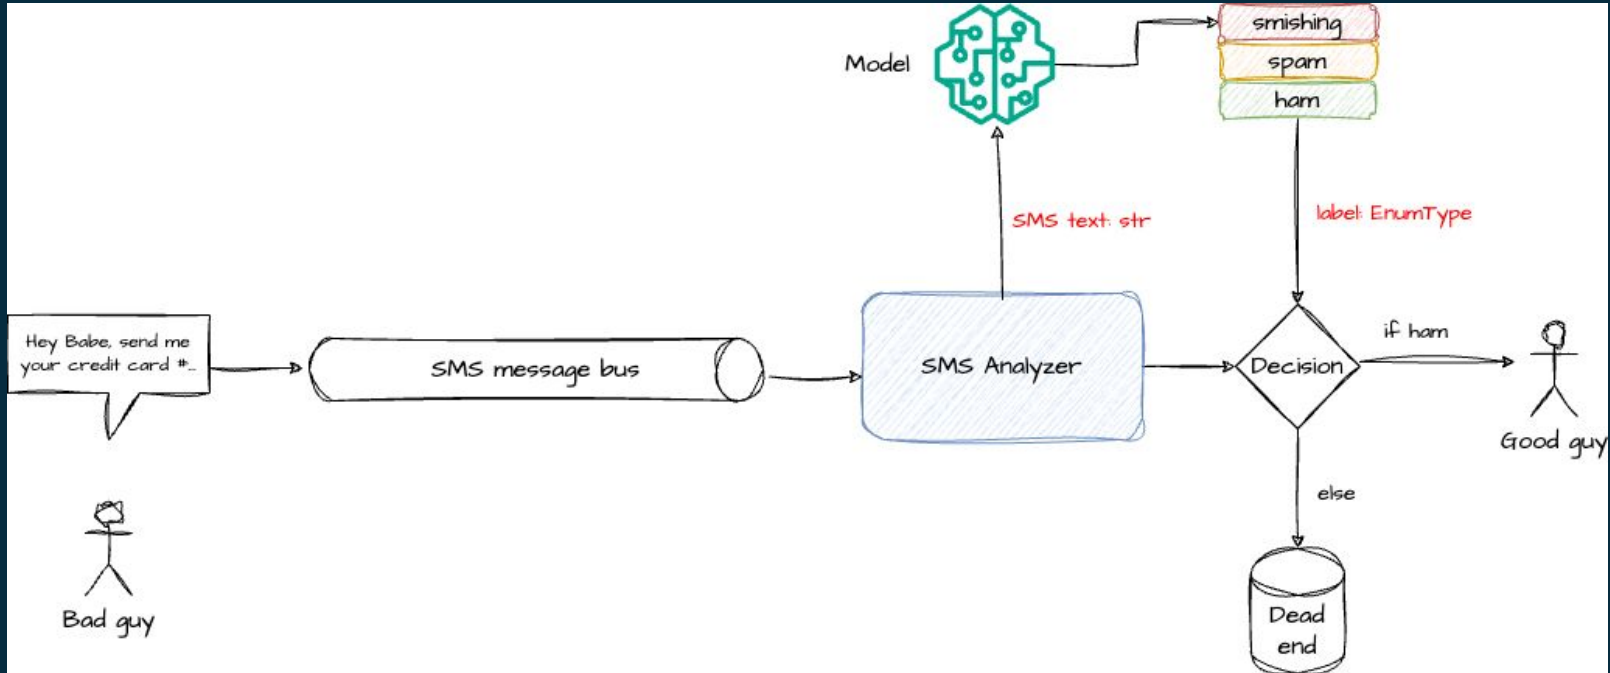 Model
smishing
spam
ham
SMS text: str
label: EnumType
Hey Babe, send me
your credit card #...
SMS message bus
SMS Analyzer
Decision
if ham
Good guy
else
Bad guy
Dead
end